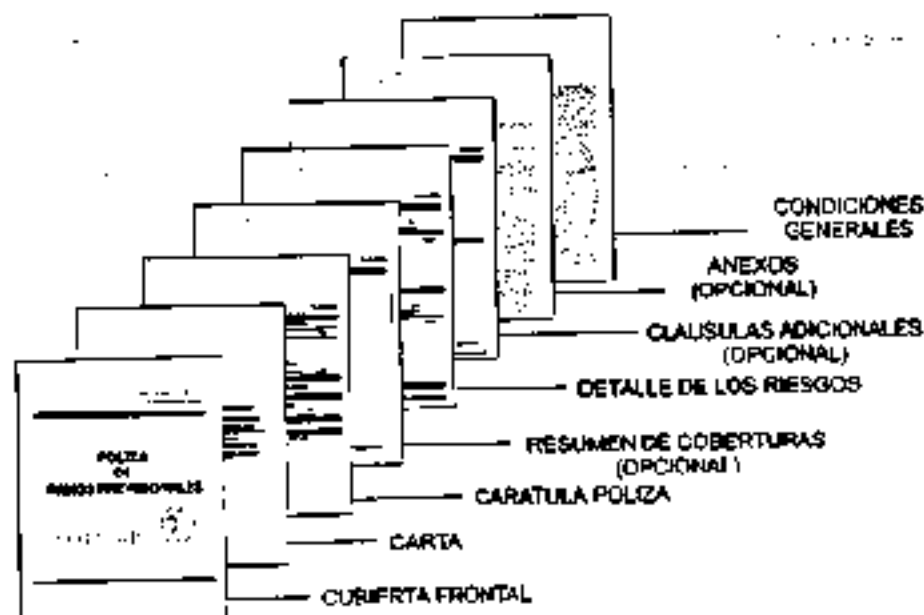 CONDICIONES
GENERALES
ANEXOS
(OPCIONAL)
CLAUSULAS ADICIONALES
(OPCIONAL)
DETALLE DE LOS RIESGOS
RESUMEN DE COBERTURAS
(OPCIONAL)
CARATULA POLIZA
CARTA
CUBIERTA FRONTAL
POLIZA
DE
RAMOS